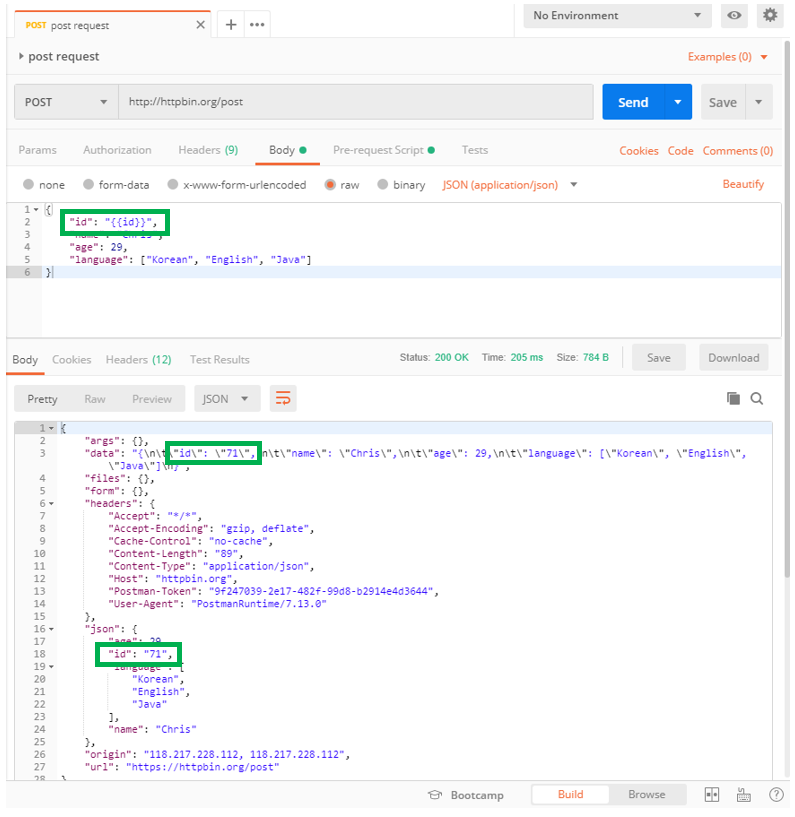 POST post request
No Environment
post request
Examples (0)
POST http://httpbin.org/post Send Save
Params Authorization Headers (9) Body Pre-request Script Tests Cookies Code Comments (0)
none form-data x-www-form-urlencoded raw binary JSON (application/json) Beautify
1 {
2 "id": "{{id}}",
3 "name": "Chris",
4 "age": 29,
5 "language": ["Korean", "English", "Java"]
6 }
Body Cookies Headers (12) Test Results Status: 200 OK Time: 205 ms Size: 784 B Save Download
Pretty Raw Preview JSON
1 {
2 "args": {},
3 "data": "{\n\t\"id\": \"71\",\n\t\"name\": \"Chris\",\n\t\"age\": 29,\n\t\"language\": [\"Korean\", \"English\",
\"Java\"]\n}",
4 "files": {},
5 "form": {},
6 "headers": {
7 "Accept": "*/*",
8 "Accept-Encoding": "gzip, deflate",
9 "Cache-Control": "no-cache",
10 "Content-Length": "89",
11 "Content-Type": "application/json",
12 "Host": "httpbin.org",
13 "Postman-Token": "9f247039-2e17-482f-99d8-b2914e4d3644",
14 "User-Agent": "PostmanRuntime/7.13.0"
15 },
16 "json": {
17 "age": 29,
18 "id": "71",
19 "language": [
20 "Korean",
21 "English",
22 "Java"
23 ],
24 "name": "Chris"
25 },
26 "origin": "118.217.228.112, 118.217.228.112",
27 "url": "https://httpbin.org/post"
28 }
Bootcamp Build Browse